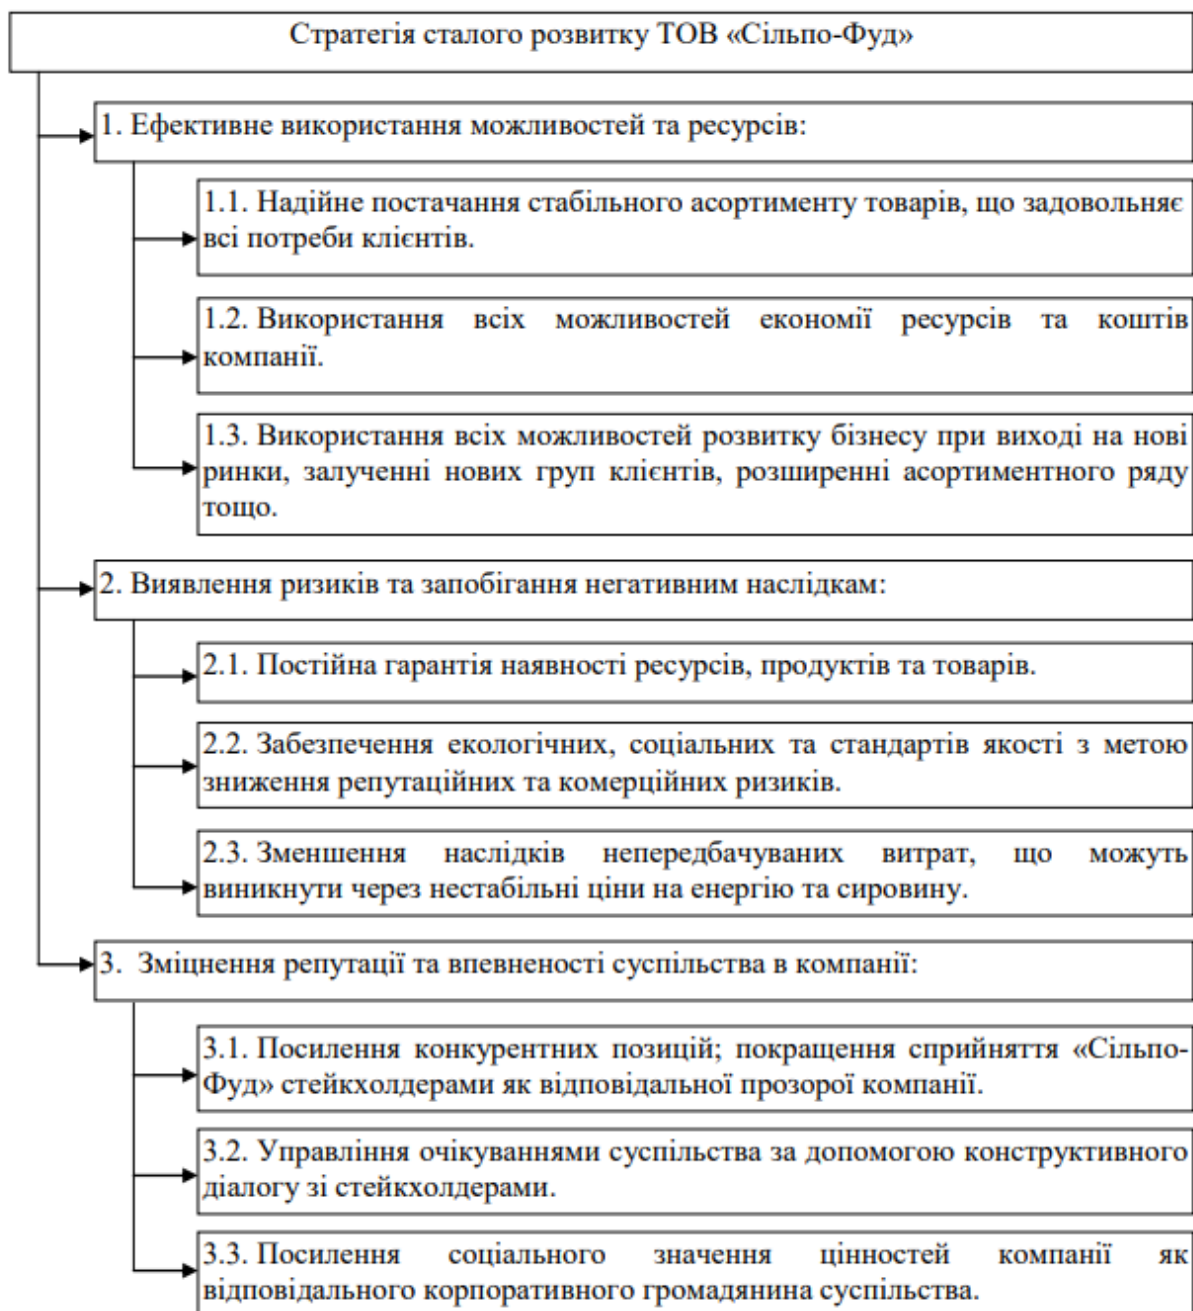 Стратегія сталого розвитку ТОВ «Сільпо-Фуд»
1. Ефективне використання можливостей та ресурсів:
1.1. Надійне постачання стабільного асортименту товарів, що задовольняє
всі потреби клієнтів.
1.2. Використання всіх можливостей економії ресурсів та коштів
компанії.
1.3. Використання всіх можливостей розвитку бізнесу при виході на нові
ринки, залученні нових груп клієнтів, розширенні асортиментного ряду
тощо.
2. Виявлення ризиків та запобігання негативним наслідкам:
2.1. Постійна гарантія наявності ресурсів, продуктів та товарів.
2.2. Забезпечення екологічних, соціальних та стандартів якості з метою
зниження репутаційних та комерційних ризиків.
2.3. Зменшення наслідків непередбачуваних витрат, що можуть
виникнути через нестабільні ціни на енергію та сировину.
3. Зміцнення репутації та впевненості суспільства в компанії:
3.1. Посилення конкурентних позицій; покращення сприйняття «Сільпо-
Фуд» стейкхолдерами як відповідальної прозорої компанії.
3.2. Управління очікуваннями суспільства за допомогою конструктивного
діалогу зі стейкхолдерами.
3.3. Посилення соціального значення цінностей компанії як
відповідального корпоративного громадянина суспільства.